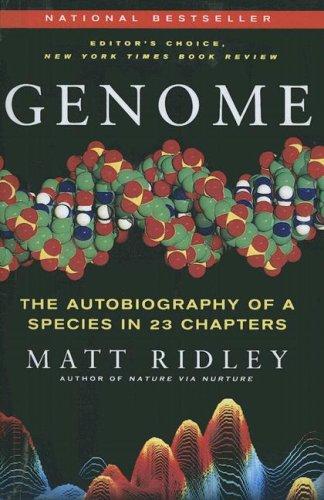 NATIONAL BESTSELLER
EDITOR'S CHOICE,
NEW YORK TIMES BOOK REVIEW
GENOME
THE AUTOBIOGRAPHY OF A
SPECIES IN 23 CHAPTERS
MATT RIDLEY
AUTHOR OF NATURE VIA NURTURE